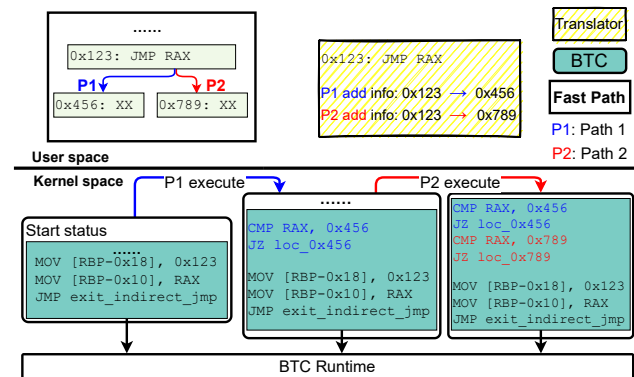 ......
0x123: JMP RAX
P1
P2
0x456: XX
0x789: XX
0x123: JMP RAX
P1 add info: 0x123 → 0x456
P2 add info: 0x123 → 0x789
Translator
BTC
Fast Path
P1: Path 1
P2: Path 2
User space
Kernel space
P1 execute
P2 execute
Start status
......
MOV [RBP-0x18], 0x123
MOV [RBP-0x10], RAX
JMP exit_indirect_jmp
......
CMP RAX, 0x456
JZ loc_0x456
MOV [RBP-0x18], 0x123
MOV [RBP-0x10], RAX
JMP exit_indirect_jmp
CMP RAX, 0x456
JZ loc_0x456
CMP RAX, 0x789
JZ loc_0x789
MOV [RBP-0x18], 0x123
MOV [RBP-0x10], RAX
JMP exit_indirect_jmp
BTC Runtime